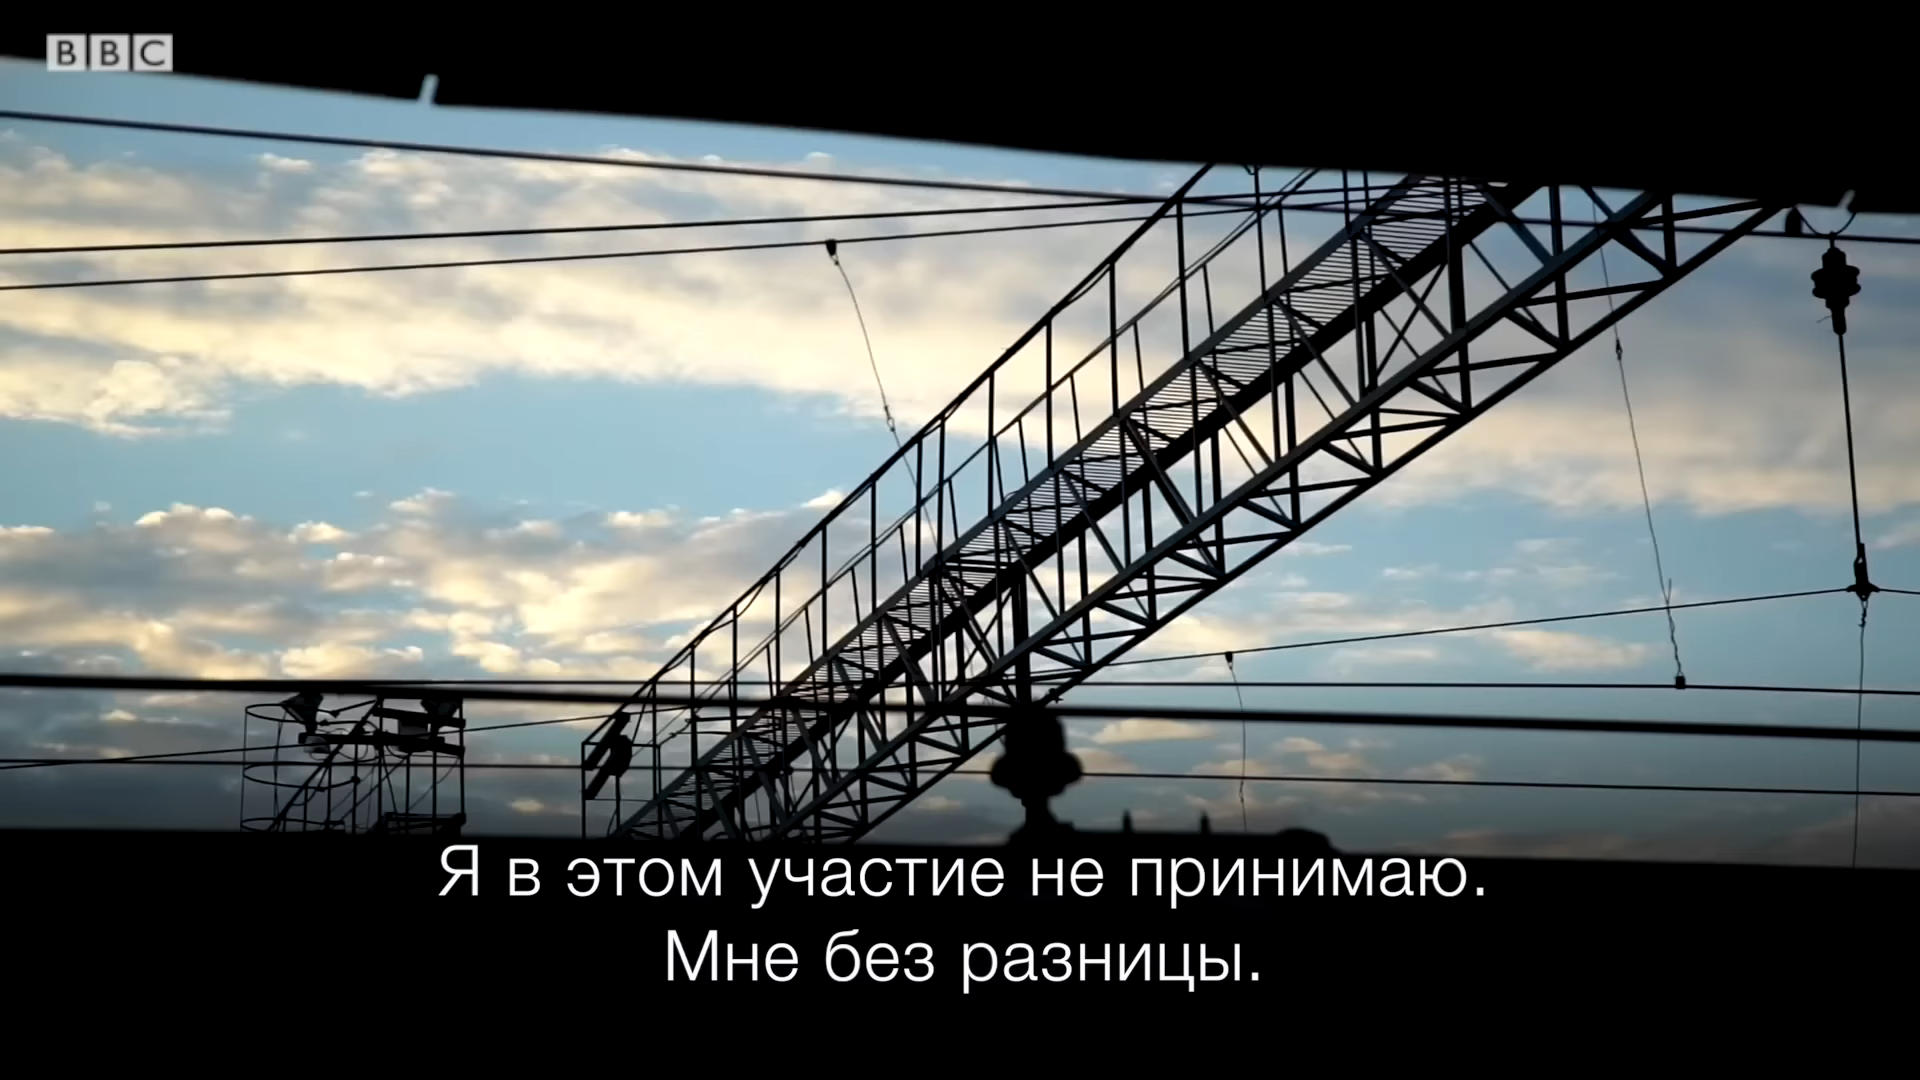 BBC
Я в этом участие не принимаю.
Мне без разницы.